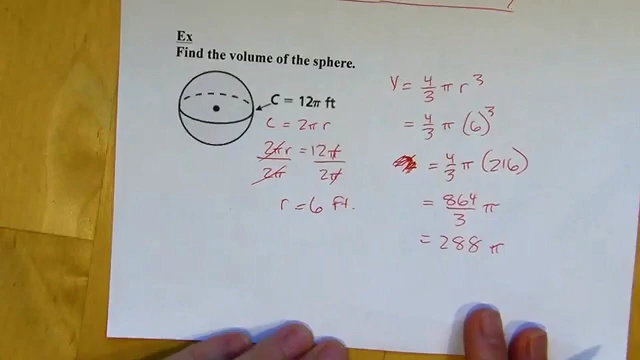 Ex
Find the volume of the sphere.
C = 12π ft
C = 2πr
2πr/2π = 12π/2π
r = 6 ft.
V = 4/3 π r³
= 4/3 π (6)³
= 4/3 π (216)
= 864/3 π
= 288 π